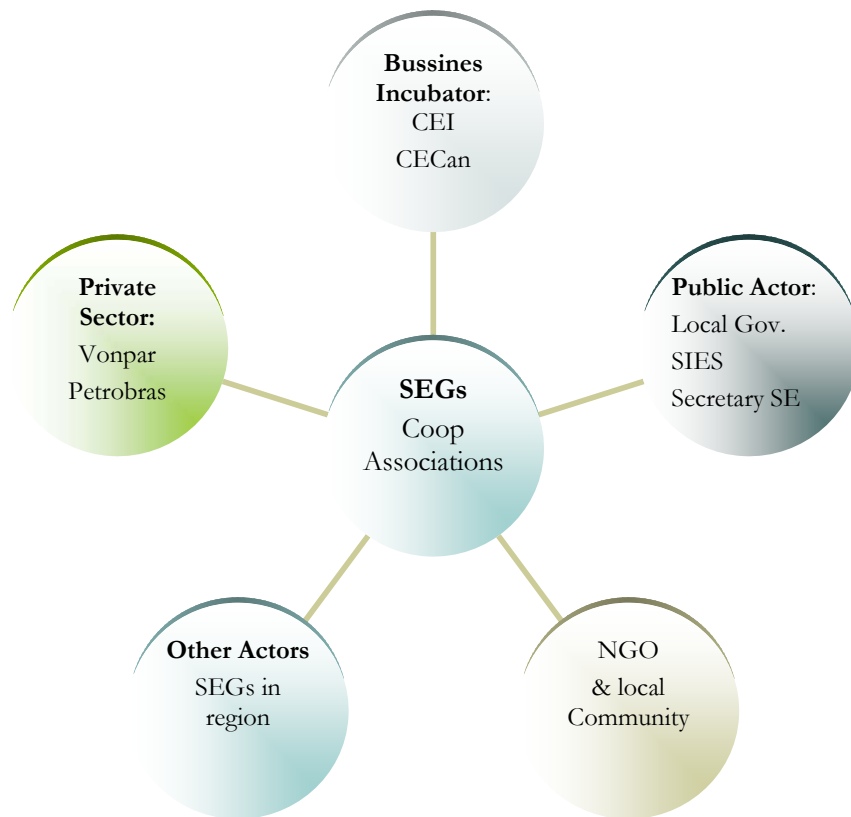 Bussines
Incubator:
CEI
CECan
Private
Sector:
Vonpar
Petrobras
Public Actor:
Local Gov.
SIES
Secretary SE
SEGs
Coop
Associations
Other Actors
SEGs in
region
NGO
& local
Community